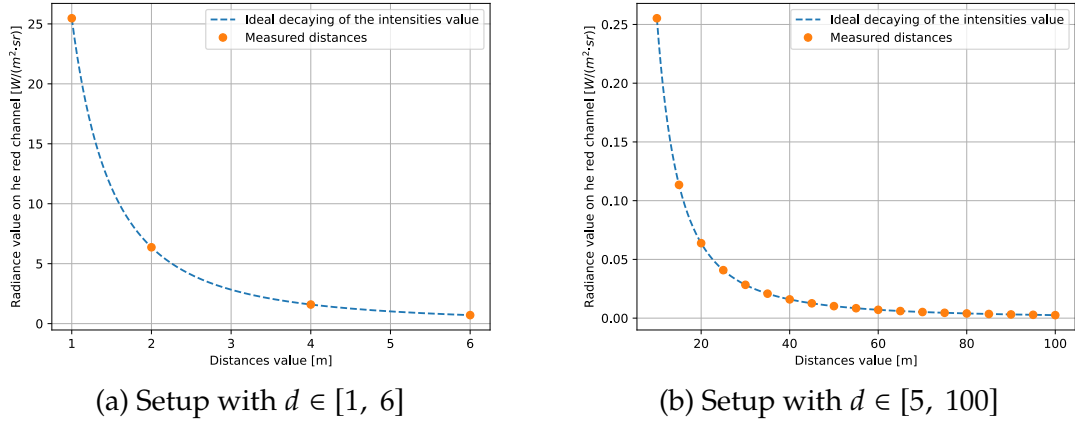 Radiance value on he red channel [W/(m²·sr)]
25
20
15
10
5
0
Ideal decaying of the intensities value
Measured distances
1 2 3 4 5 6
Distances value [m]
(a) Setup with d ∈ [1, 6]
Radiance value on he red channel [W/(m²·sr)]
0.25
0.20
0.15
0.10
0.05
0.00
Ideal decaying of the intensities value
Measured distances
20 40 60 80 100
Distances value [m]
(b) Setup with d ∈ [5, 100]